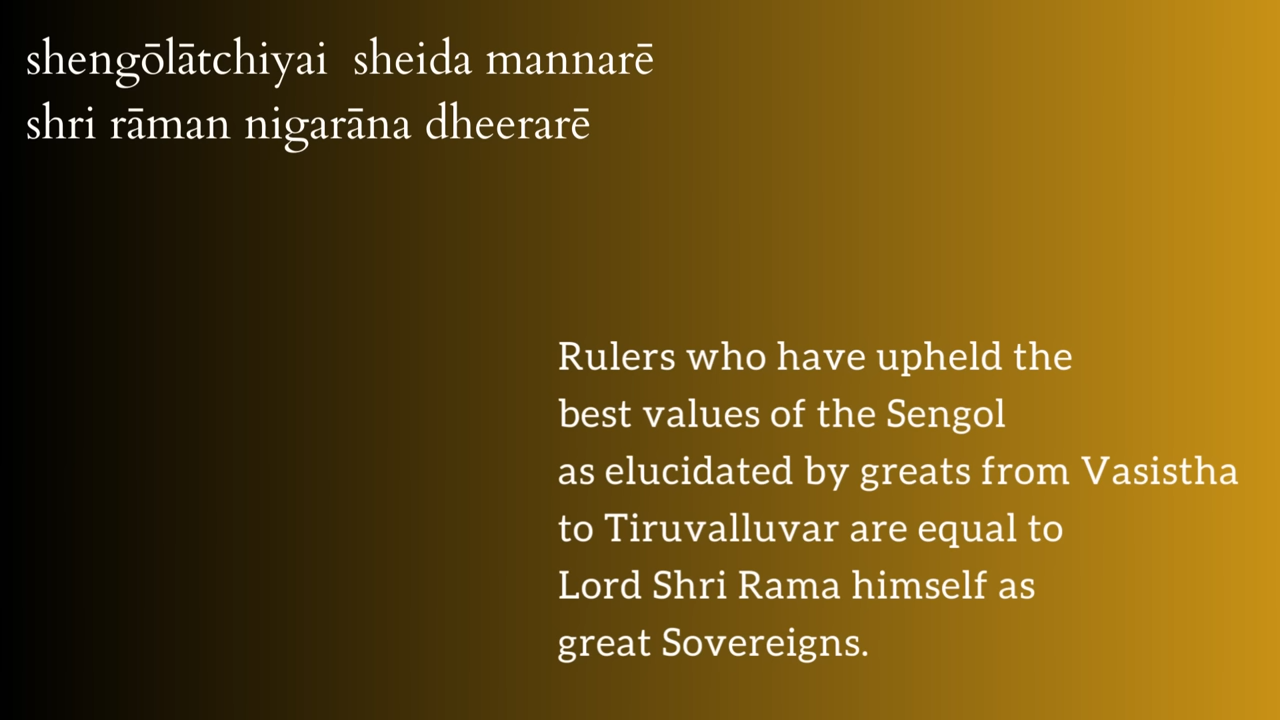 shengōlātchiyai  sheida mannarē
shri rāman nigarāna dheerarē
Rulers who have upheld the
best values of the Sengol
as elucidated by greats from Vasistha
to Tiruvalluvar are equal to
Lord Shri Rama himself as
great Sovereigns.